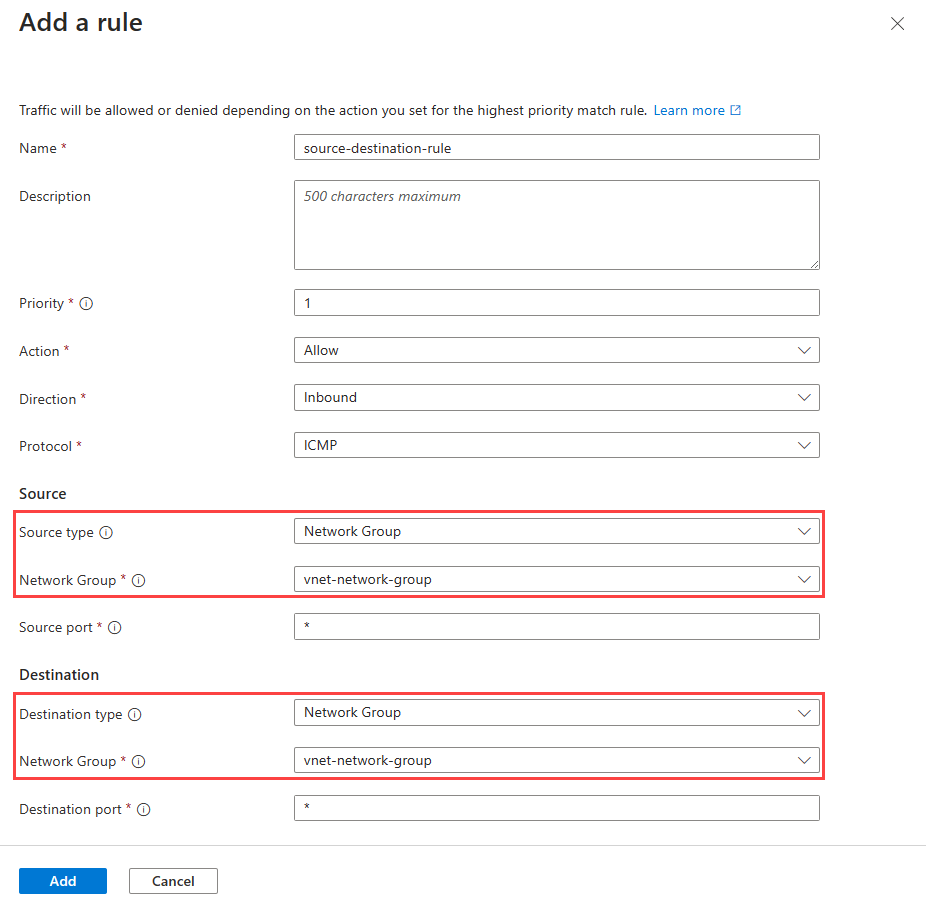 Add a rule
Traffic will be allowed or denied depending on the action you set for the highest priority match rule. Learn more
Name *
source-destination-rule
Description
500 characters maximum
Priority *
1
Action *
Allow
Direction *
Inbound
Protocol *
ICMP
Source
Source type
Network Group
Network Group *
vnet-network-group
Source port *
*
Destination
Destination type
Network Group
Network Group *
vnet-network-group
Destination port *
*
Add
Cancel